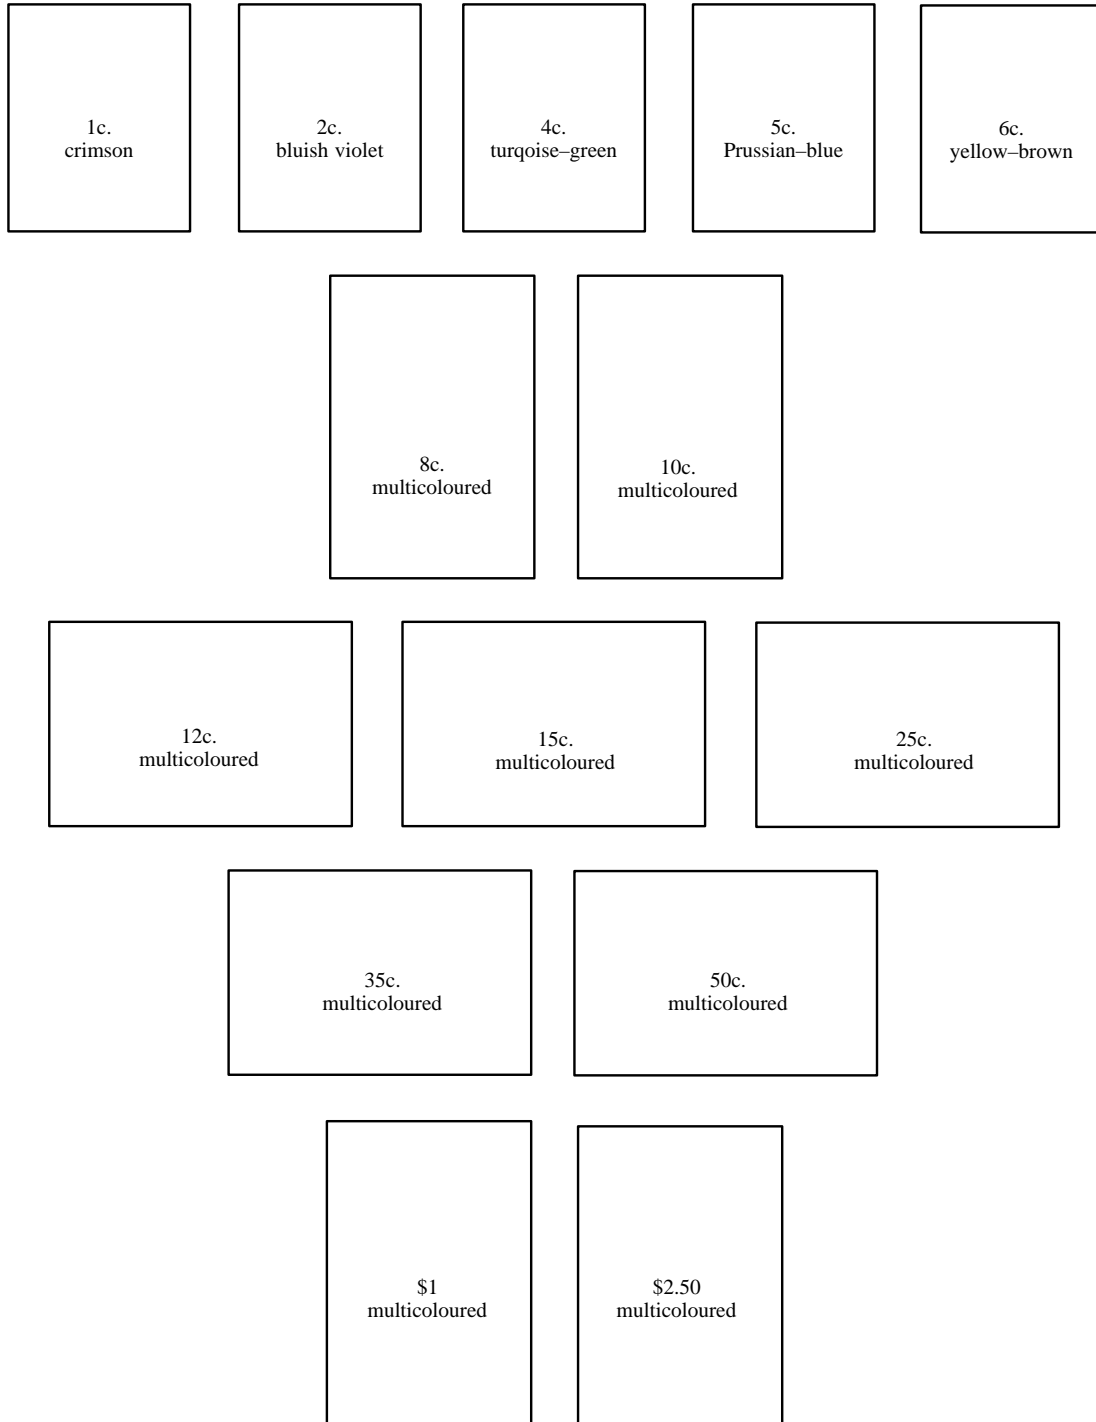 1c.
crimson
2c.
bluish violet
4c.
turqoise–green
5c.
Prussian–blue
6c.
yellow–brown
8c.
multicoloured
10c.
multicoloured
12c.
multicoloured
15c.
multicoloured
25c.
multicoloured
35c.
multicoloured
50c.
multicoloured
$1
multicoloured
$2.50
multicoloured